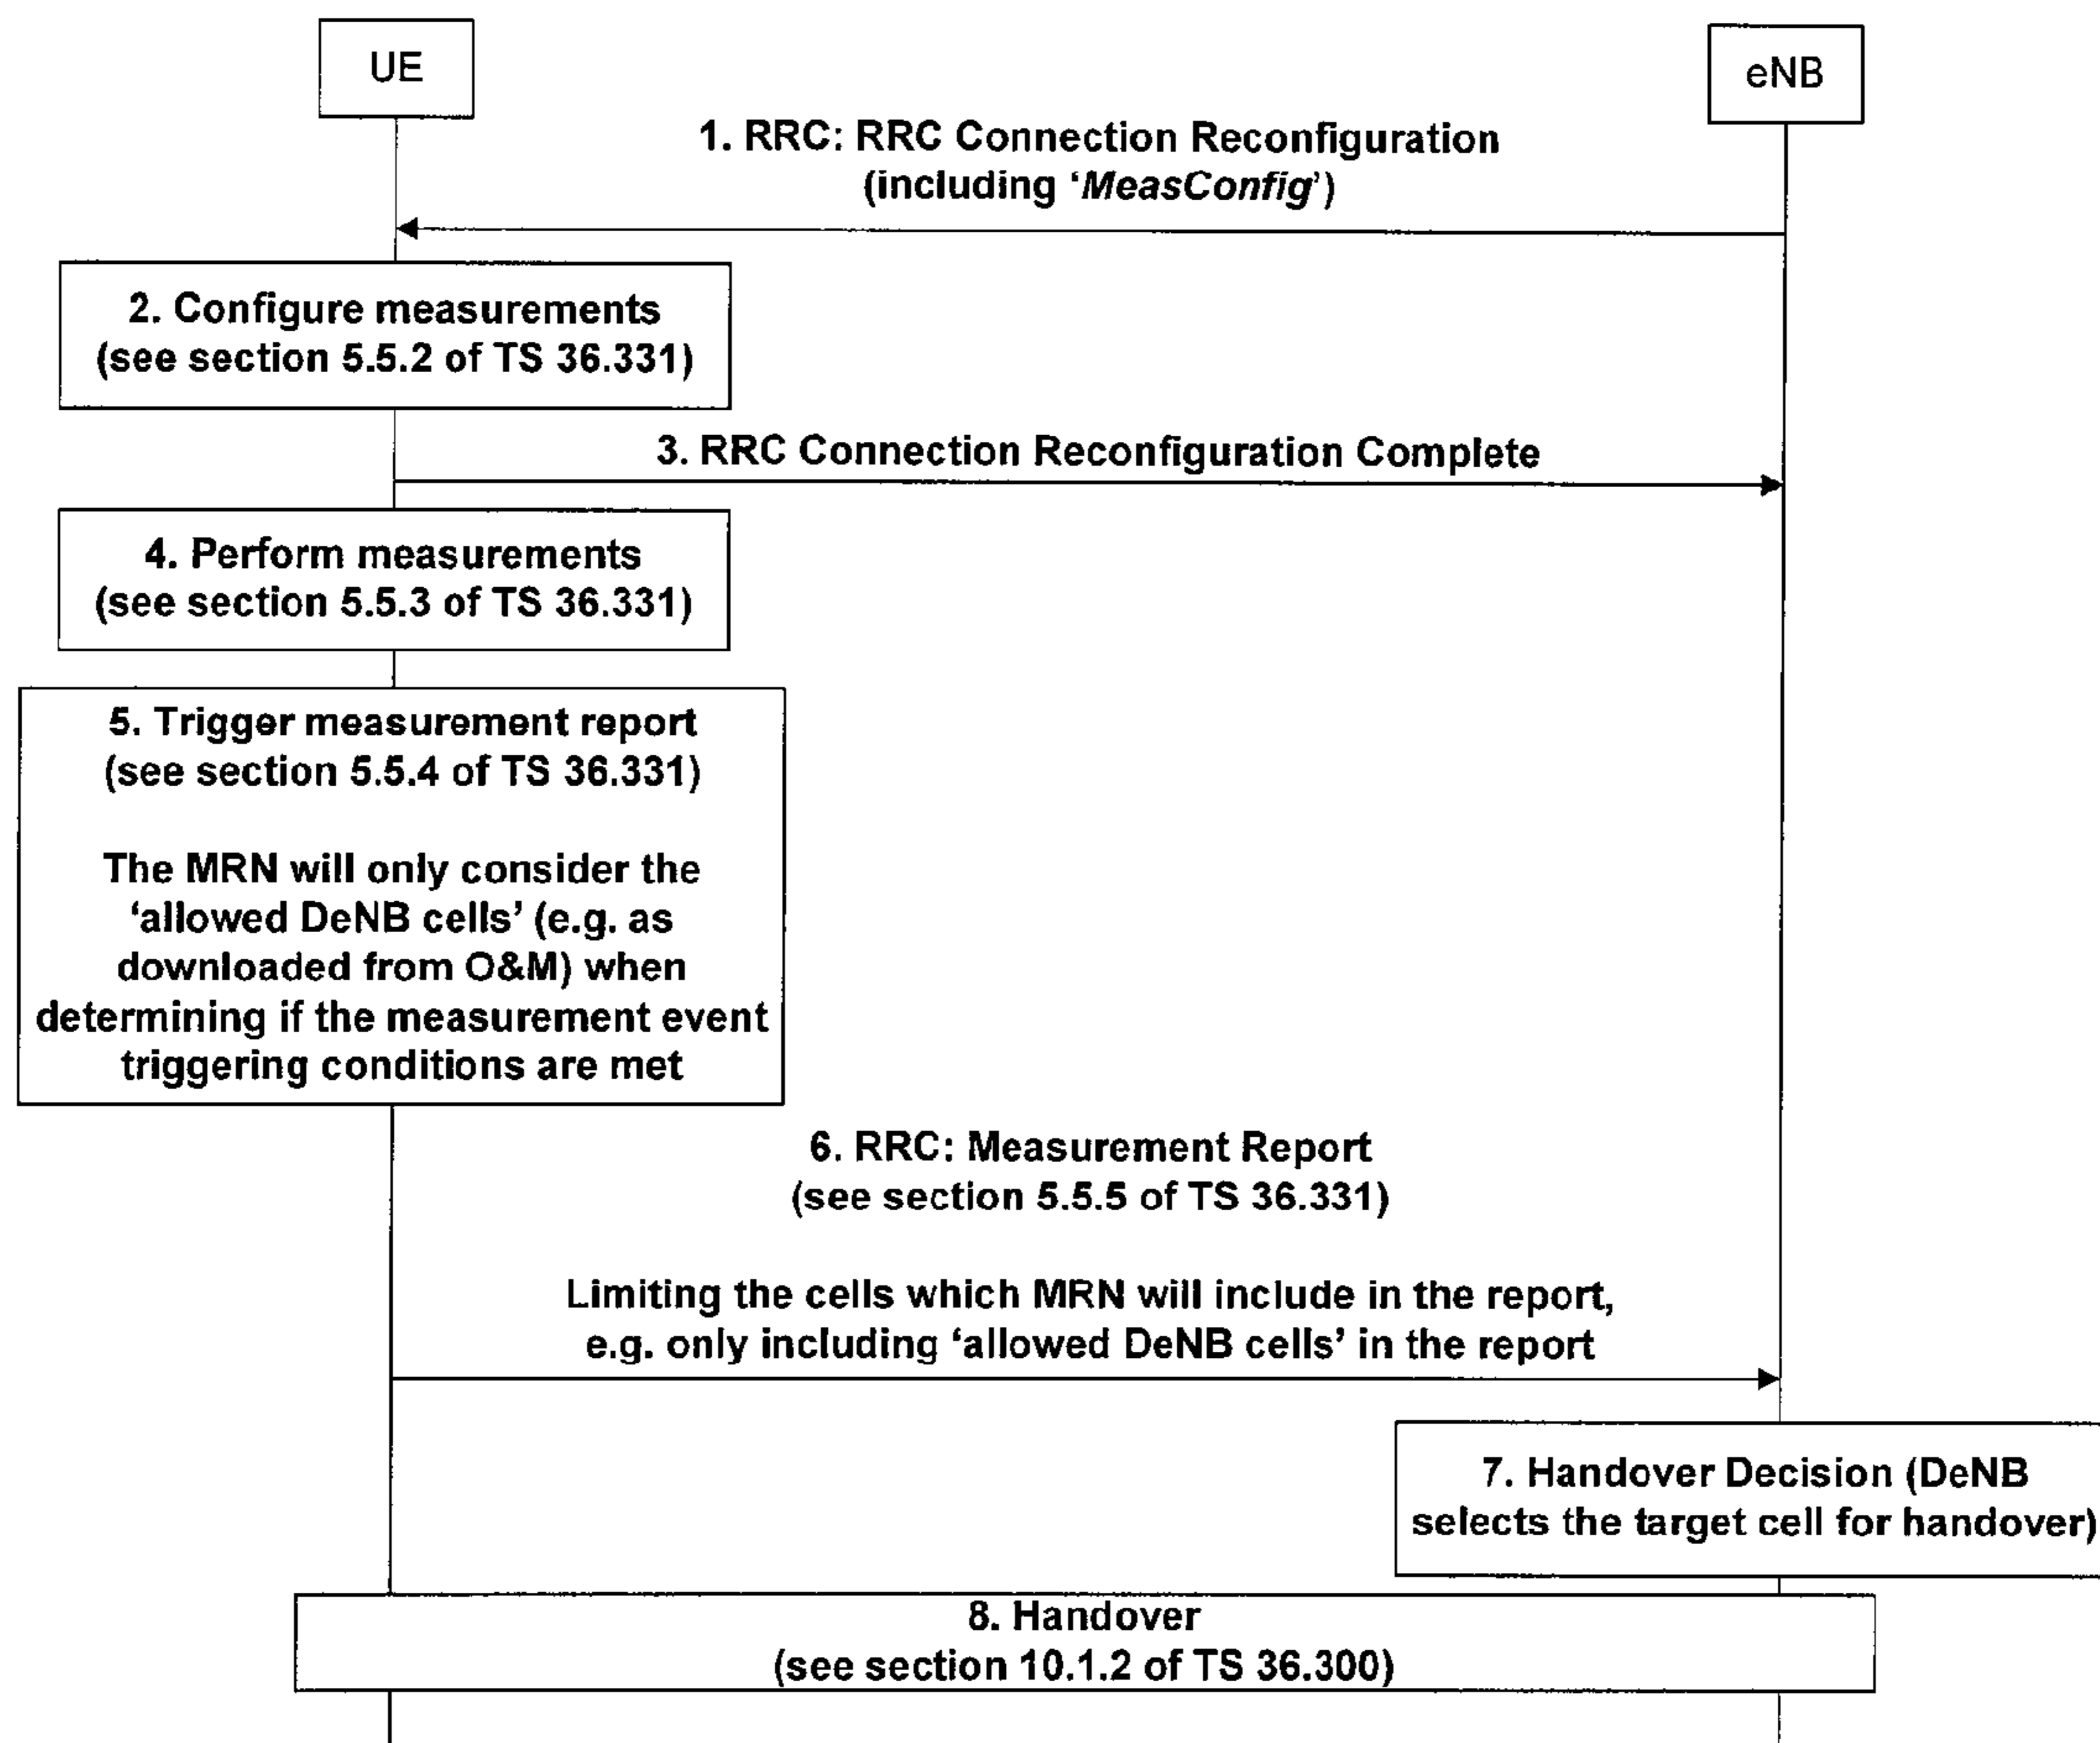 UE
eNB
1. RRC: RRC Connection Reconfiguration
(including ‘MeasConfig’)
2. Configure measurements
(see section 5.5.2 of TS 36.331)
3. RRC Connection Reconfiguration Complete
4. Perform measurements
(see section 5.5.3 of TS 36.331)
5. Trigger measurement report
(see section 5.5.4 of TS 36.331)
The MRN will only consider the
‘allowed DeNB cells’ (e.g. as
downloaded from O&M) when
determining if the measurement event
triggering conditions are met
6. RRC: Measurement Report
(see section 5.5.5 of TS 36.331)
Limiting the cells which MRN will include in the report,
e.g. only including ‘allowed DeNB cells’ in the report
7. Handover Decision (DeNB
selects the target cell for handover)
8. Handover
(see section 10.1.2 of TS 36.300)